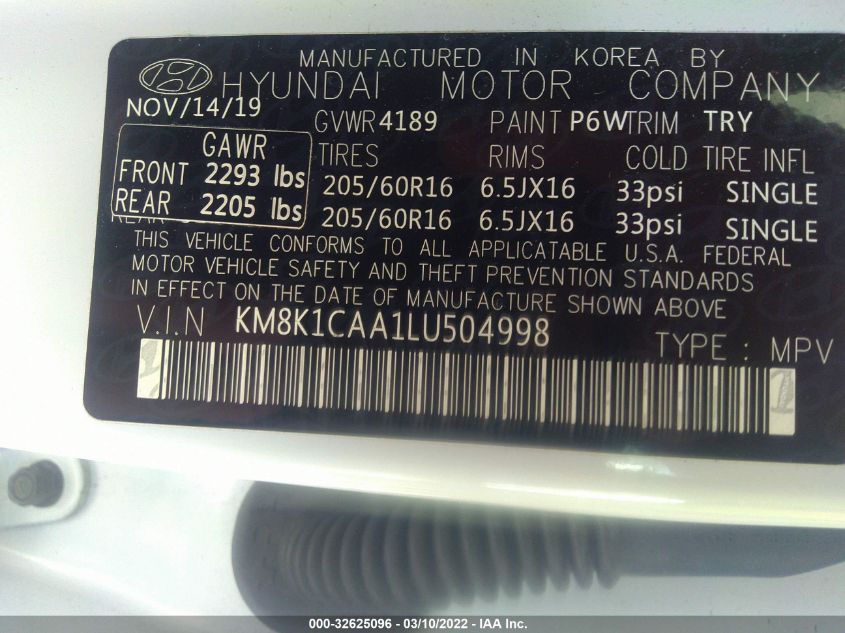 MANUFACTURED IN KOREA BY
HYUNDAI MOTOR COMPANY
NOV/14/19 GVWR 4189 PAINT P6W TRIM TRY
GAWR TIRES RIMS COLD TIRE INFL
FRONT 2293 lbs 205/60R16 6.5JX16 33psi SINGLE
REAR 2205 lbs 205/60R16 6.5JX16 33psi SINGLE
THIS VEHICLE CONFORMS TO ALL APPLICATABLE U.S.A. FEDERAL
MOTOR VEHICLE SAFETY AND THEFT PREVENTION STANDARDS
IN EFFECT ON THE DATE OF MANUFACTURE SHOWN ABOVE
V.I.N KM8K1CAA1LU504998 TYPE : MPV
000-32625096 - 03/10/2022 - IAA Inc.